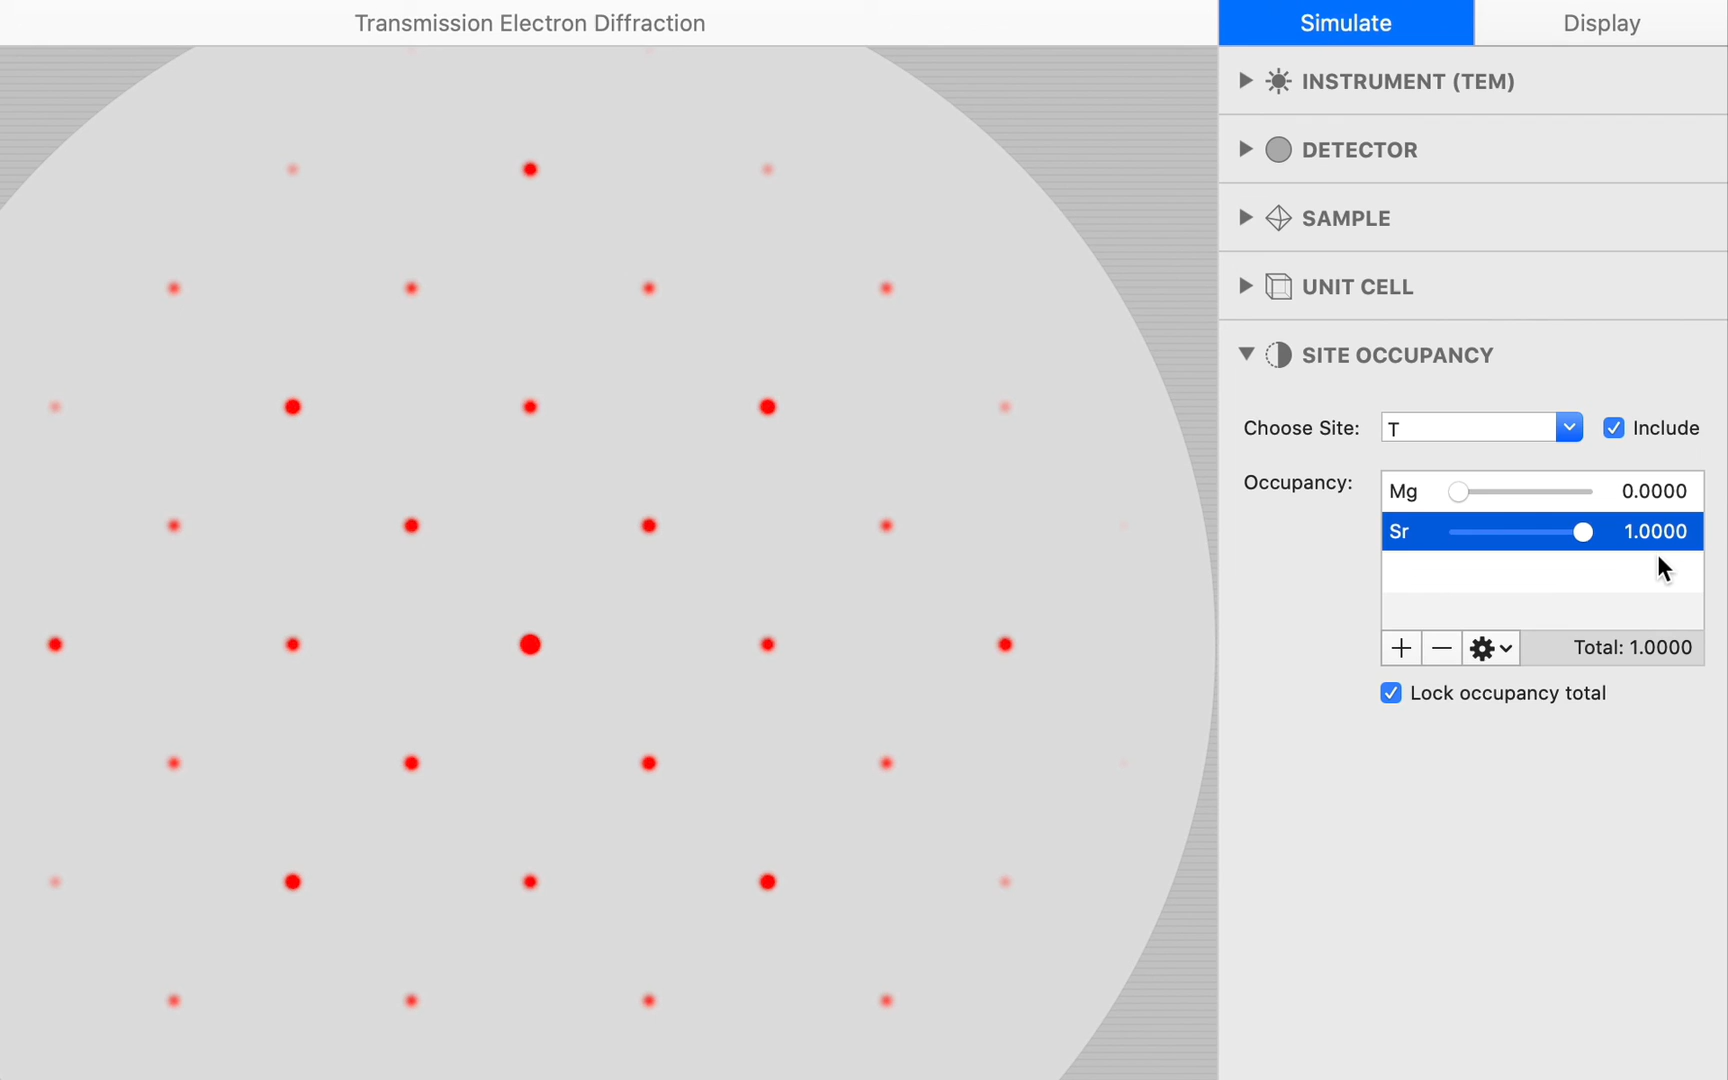 Transmission Electron Diffraction
Simulate
Display
INSTRUMENT (TEM)
DETECTOR
SAMPLE
UNIT CELL
SITE OCCUPANCY
Choose Site: T Include
Occupancy:
Mg 0.0000
Sr 1.0000
Total: 1.0000
Lock occupancy total